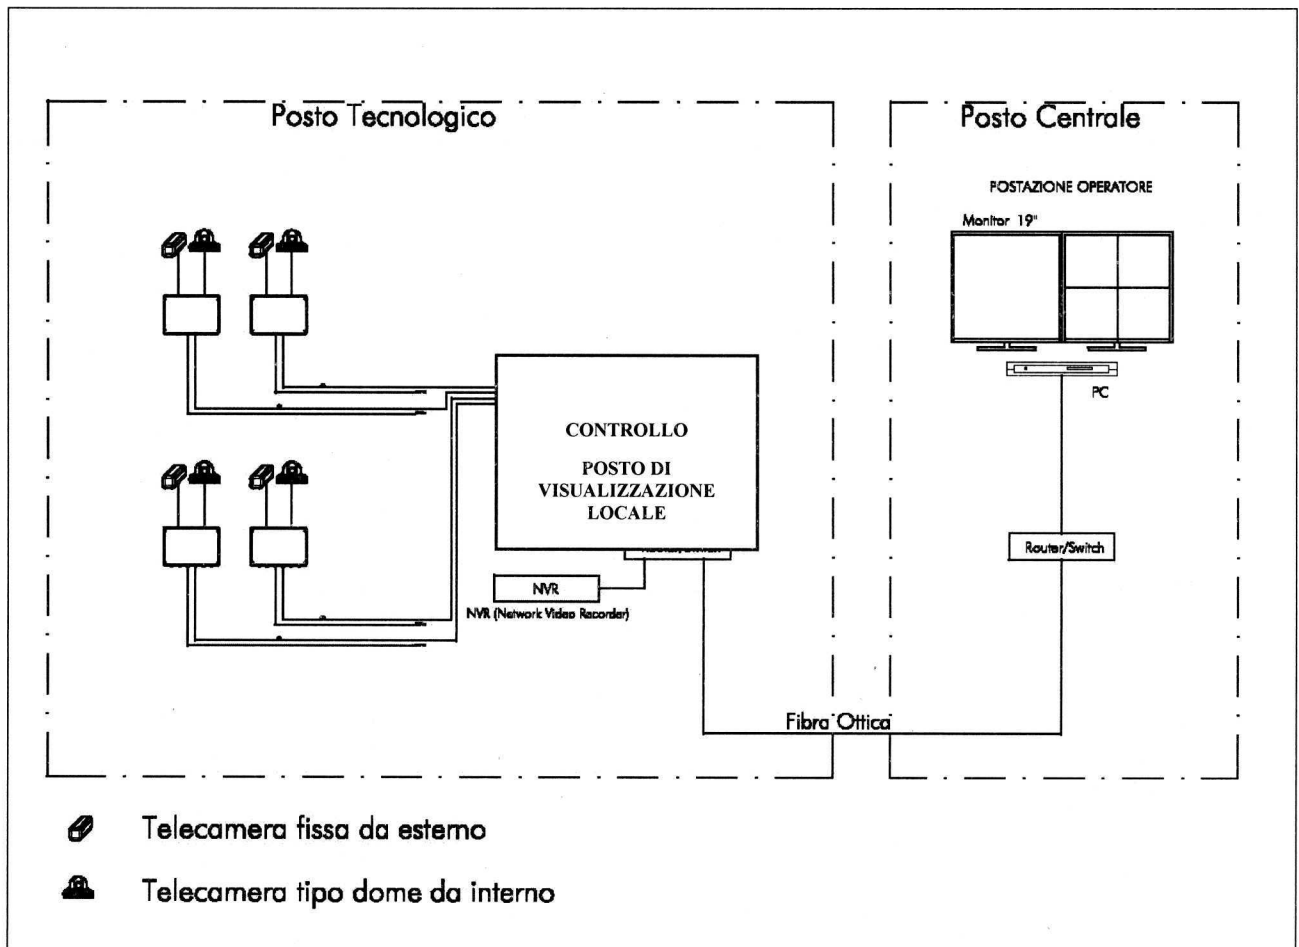 Posto Tecnologico
Posto Centrale
POSTAZIONE OPERATORE
Monitor 19"
PC
CONTROLLO
POSTO DI
VISUALIZZAZIONE
LOCALE
Router/Switch
NVR
NVR (Network Video Recorder)
Fibra Ottica
Telecamera fissa da esterno
Telecamera tipo dome da interno